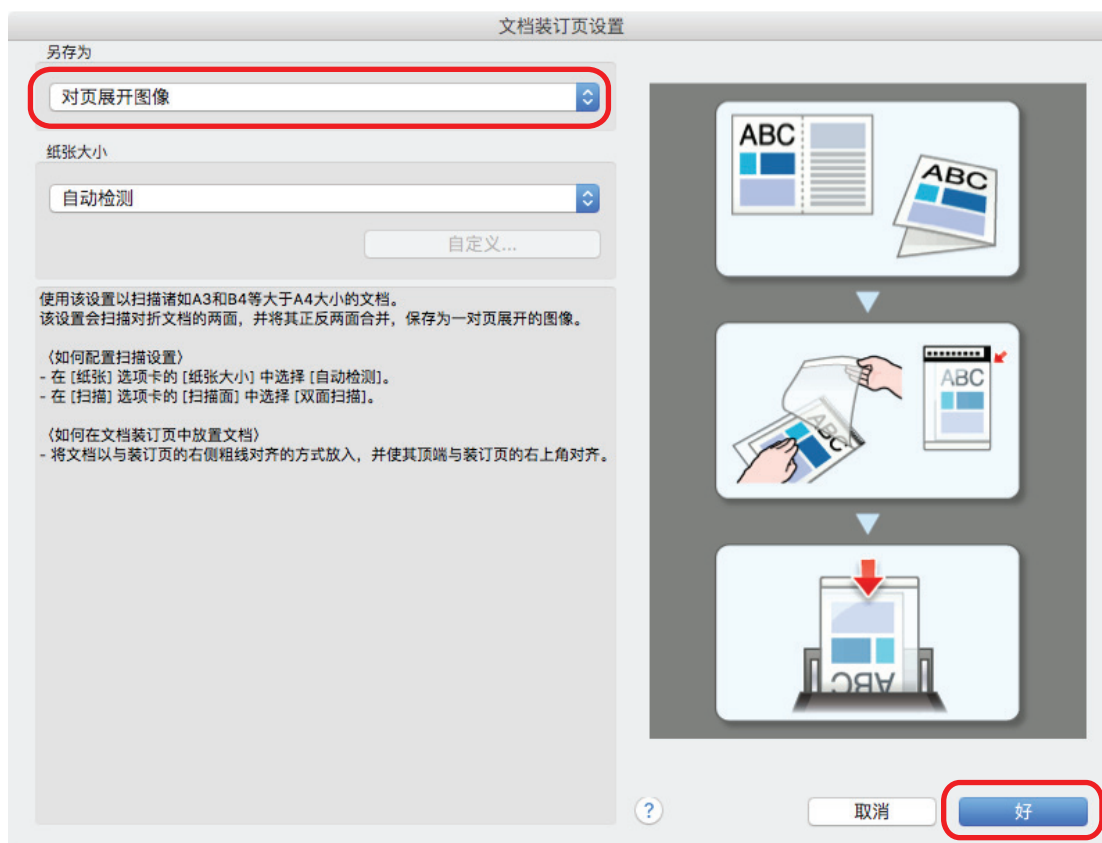 文档装订页设置
另存为
对页展开图像
纸张大小
自动检测
自定义...
使用该设置以扫描诸如A3和B4等大于A4大小的文档。
该设置会扫描对折文档的两面，并将其正反两面合并，保存为一对页展开的图像。
〈如何配置扫描设置〉
- 在 [纸张] 选项卡的 [纸张大小] 中选择 [自动检测]。
- 在 [扫描] 选项卡的 [扫描面] 中选择 [双面扫描]。
〈如何在文档装订页中放置文档〉
- 将文档以与装订页的右侧粗线对齐的方式放入，并使其顶端与装订页的右上角对齐。
ABC
ABC
ABC
ABC
ABC
?
取消
好